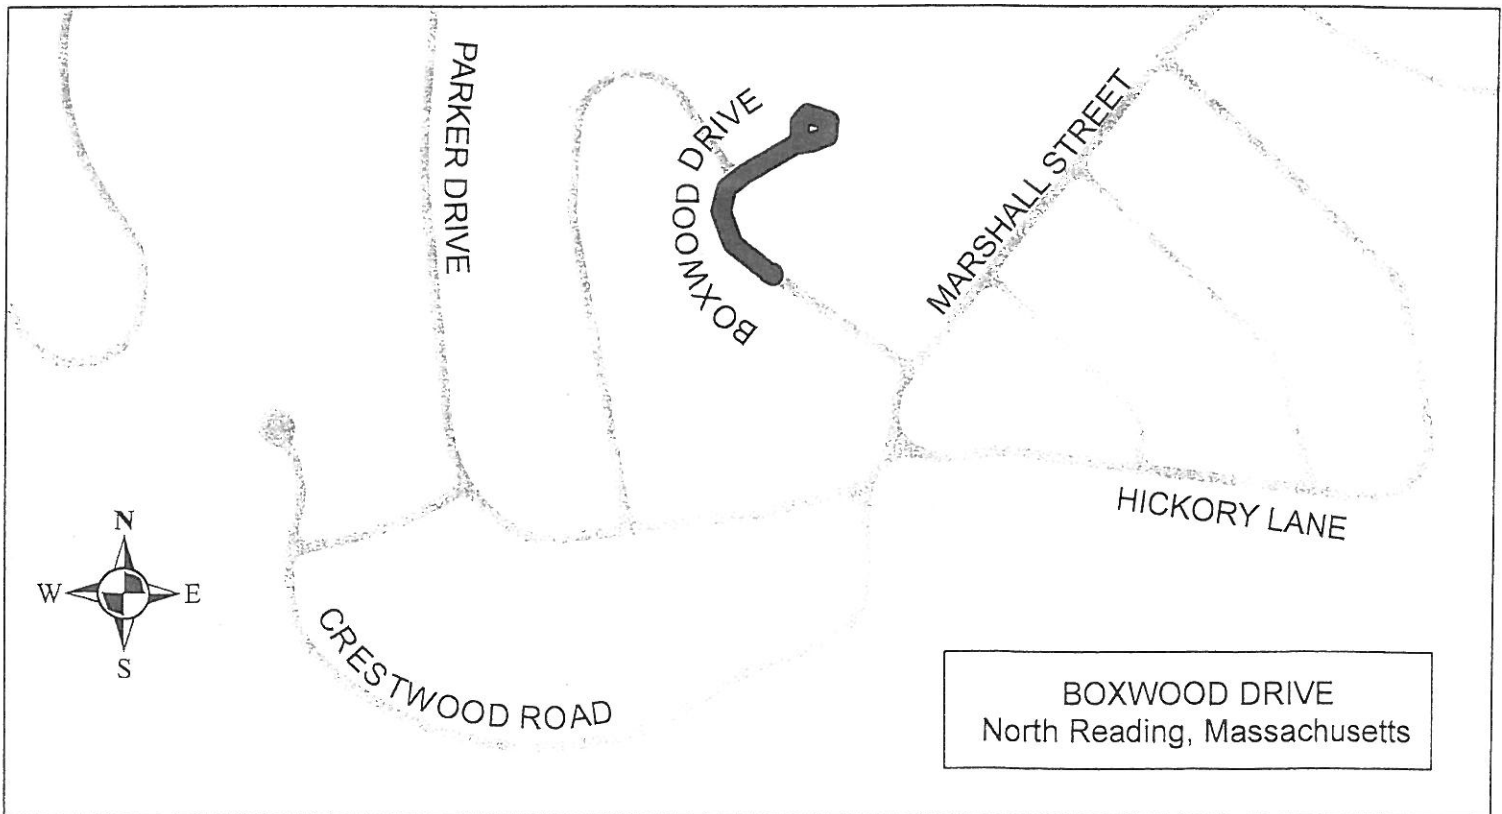 PARKER DRIVE
BOXWOOD DRIVE
MARSHALL STREET
HICKORY LANE
N
W E
S
CRESTWOOD ROAD
BOXWOOD DRIVE
North Reading, Massachusetts